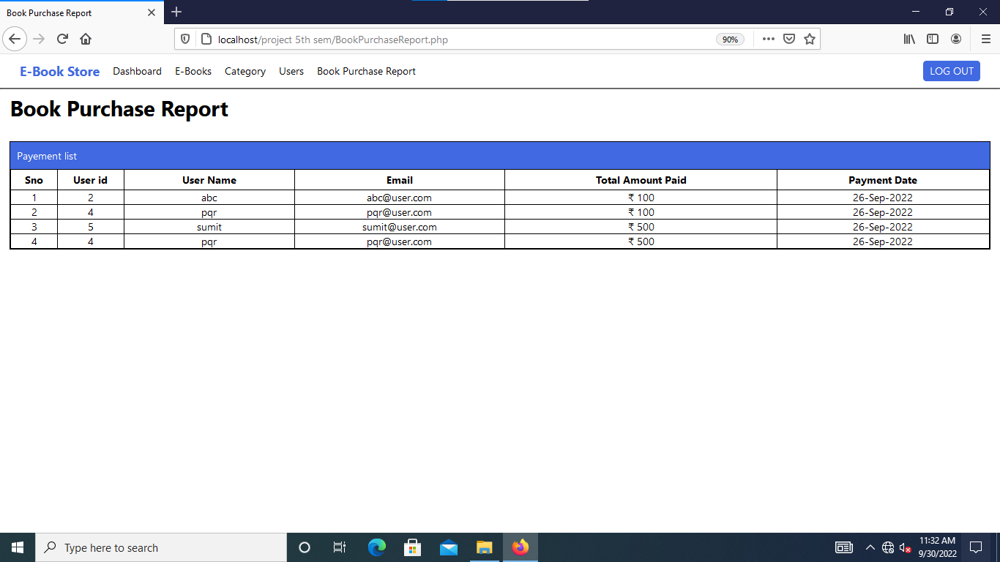 Book Purchase Report
localhost/project 5th sem/BookPurchaseReport.php 90%
E-Book Store Dashboard E-Books Category Users Book Purchase Report LOG OUT
Book Purchase Report
Payement list
Sno User id User Name Email Total Amount Paid Payment Date
1 2 abc abc@user.com ₹ 100 26-Sep-2022
2 4 pqr pqr@user.com ₹ 100 26-Sep-2022
3 5 sumit sumit@user.com ₹ 500 26-Sep-2022
4 4 pqr pqr@user.com ₹ 500 26-Sep-2022
Type here to search
11:32 AM
9/30/2022